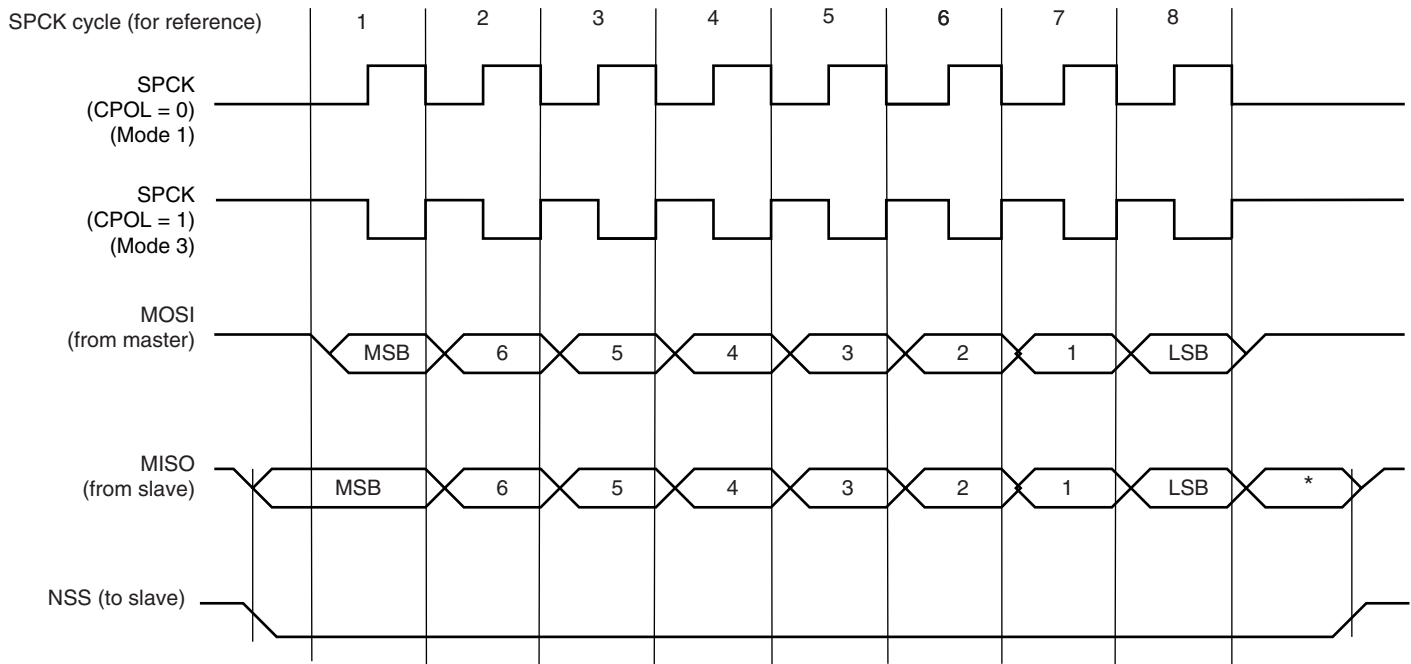 SPCK cycle (for reference) 1 2 3 4 5 6 7 8
SPCK
(CPOL = 0)
(Mode 1)
SPCK
(CPOL = 1)
(Mode 3)
MOSI
(from master)
MSB 6 5 4 3 2 1 LSB
MISO
(from slave)
MSB 6 5 4 3 2 1 LSB *
NSS (to slave)